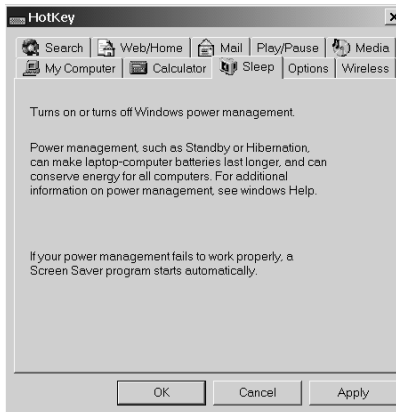 HotKey
Search Web/Home Mail Play/Pause Media
My Computer Calculator Sleep Options Wireless
Turns on or turns off Windows power management.
Power management, such as Standby or Hibernation,
can make laptop-computer batteries last longer, and can
conserve energy for all computers. For additional
information on power management, see windows Help.
If your power management fails to work properly, a
Screen Saver program starts automatically.
OK Cancel Apply